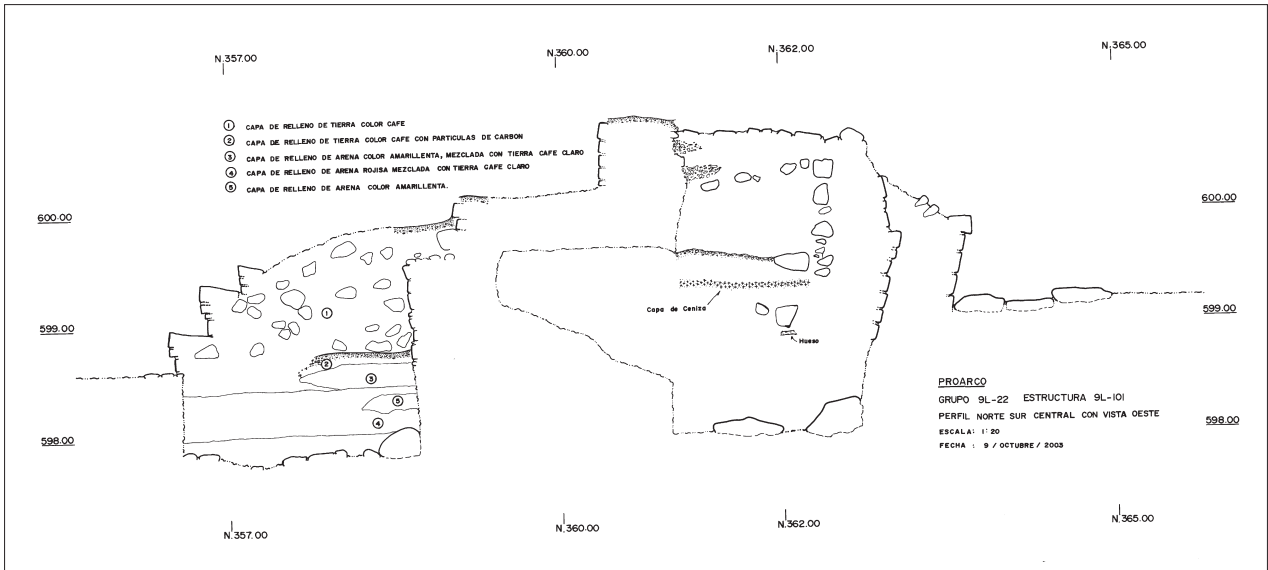 N.357.00
N.360.00
N.362.00
N.365.00
1 CAPA DE RELLENO DE TIERRA COLOR CAFE
2 CAPA DE RELLENO DE TIERRA COLOR CAFE CON PARTICULAS DE CARBON
3 CAPA DE RELLENO DE ARENA COLOR AMARILLENTA, MEZCLADA CON TIERRA CAFE CLARO
4 CAPA DE RELLENO DE ARENA ROJISA MEZCLADA CON TIERRA CAFE CLARO
5 CAPA DE RELLENO DE ARENA COLOR AMARILLENTA.
600.00
600.00
1
Capa de Ceniza
599.00
599.00
Hueso
2
3
5
4
598.00
598.00
PROARCO
GRUPO 9L-22 ESTRUCTURA 9L-101
PERFIL NORTE SUR CENTRAL CON VISTA OESTE
ESCALA: 1:20
FECHA : 9 / OCTUBRE / 2003
N.357.00
N.360.00
N.362.00
N.365.00